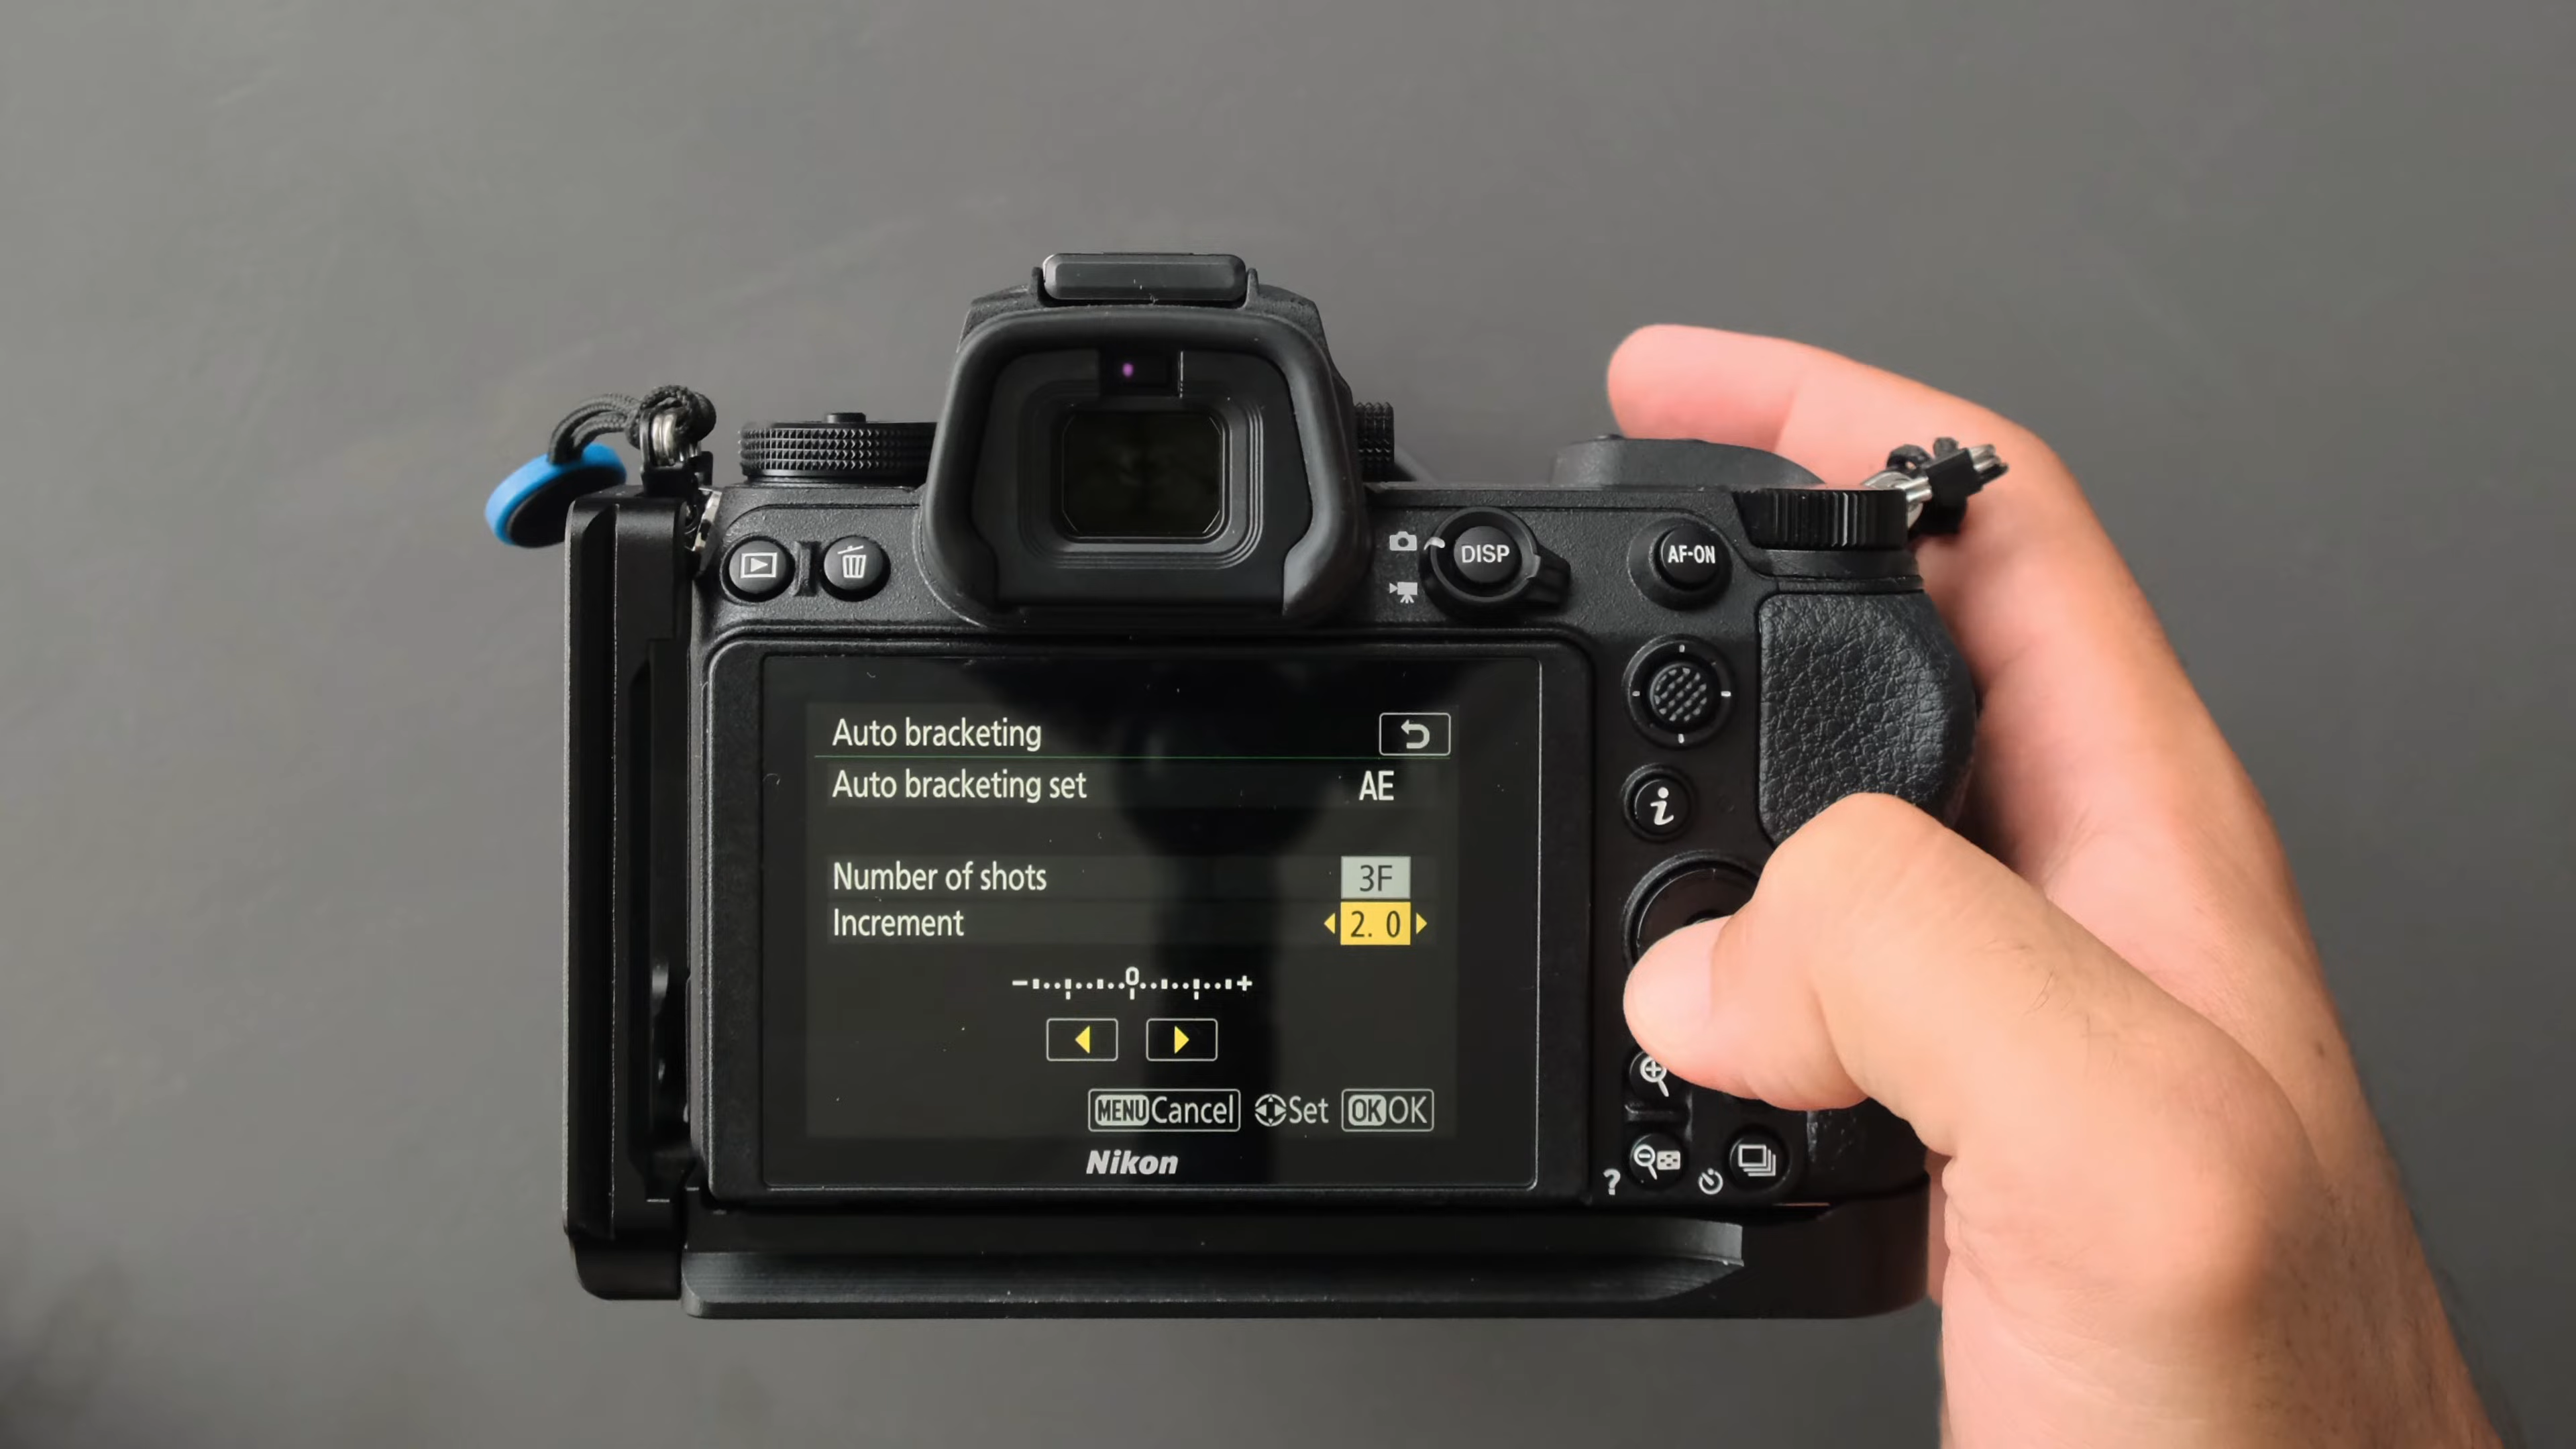 DISP
AF-ON
Auto bracketing
Auto bracketing set AE
i
Number of shots 3F
Increment 2.0
− 0 +
MENU Cancel Set OK OK
Nikon
?